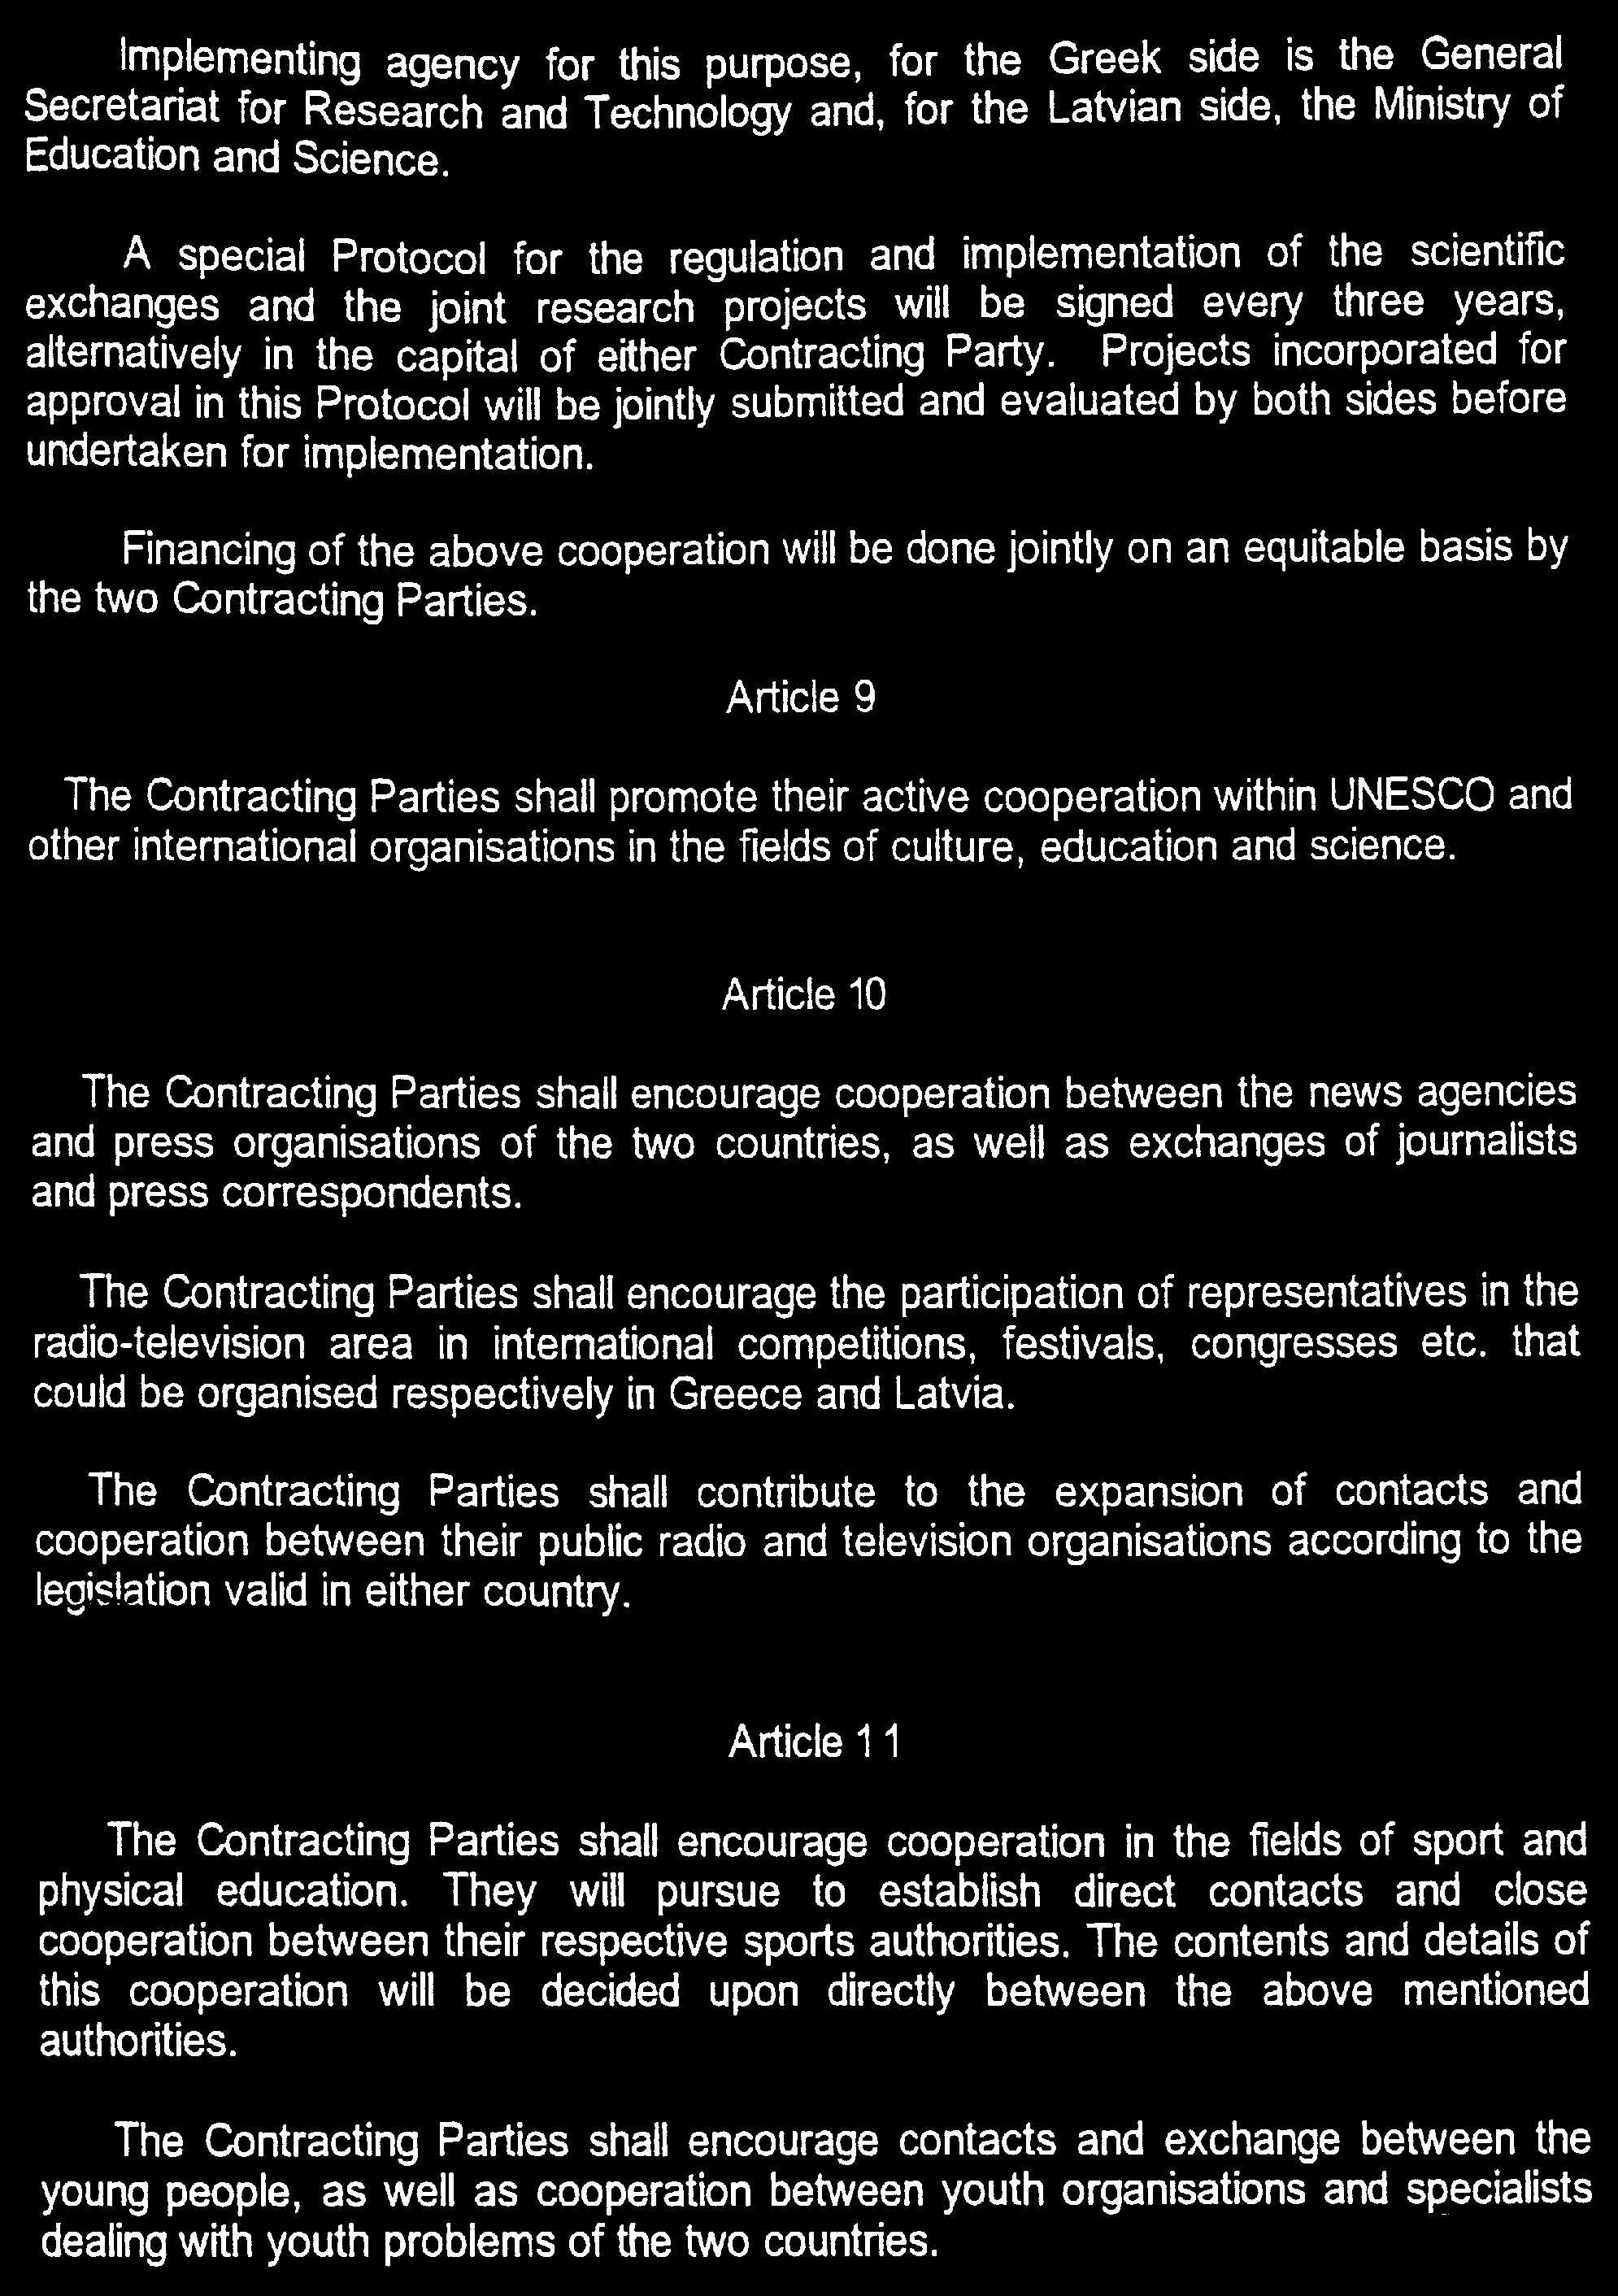 Implementing agency for this purpose, for the Greek side is the General
Secretariat for Research and Technology and, for the Latvian side, the Ministry of
Education and Science.
A special Protocol for the regulation and implementation of the scientific
exchanges and the joint research projects will be signed every three years,
alternatively in the capital of either Contracting Party. Projects incorporated for
approval in this Protocol will be jointly submitted and evaluated by both sides before
undertaken for implementation.
Financing of the above cooperation will be done jointly on an equitable basis by
the two Contracting Parties.
Article 9
The Contracting Parties shall promote their active cooperation within UNESCO and
other international organisations in the fields of culture, education and science.
Article 10
The Contracting Parties shall encourage cooperation between the news agencies
and press organisations of the two countries, as well as exchanges of journalists
and press correspondents.
The Contracting Parties shall encourage the participation of representatives in the
radio-television area in international competitions, festivals, congresses etc. that
could be organised respectively in Greece and Latvia.
The Contracting Parties shall contribute to the expansion of contacts and
cooperation between their public radio and television organisations according to the
legislation valid in either country.
Article 11
The Contracting Parties shall encourage cooperation in the fields of sport and
physical education. They will pursue to establish direct contacts and close
cooperation between their respective sports authorities. The contents and details of
this cooperation will be decided upon directly between the above mentioned
authorities.
The Contracting Parties shall encourage contacts and exchange between the
young people, as well as cooperation between youth organisations and specialists
dealing with youth problems of the two countries.